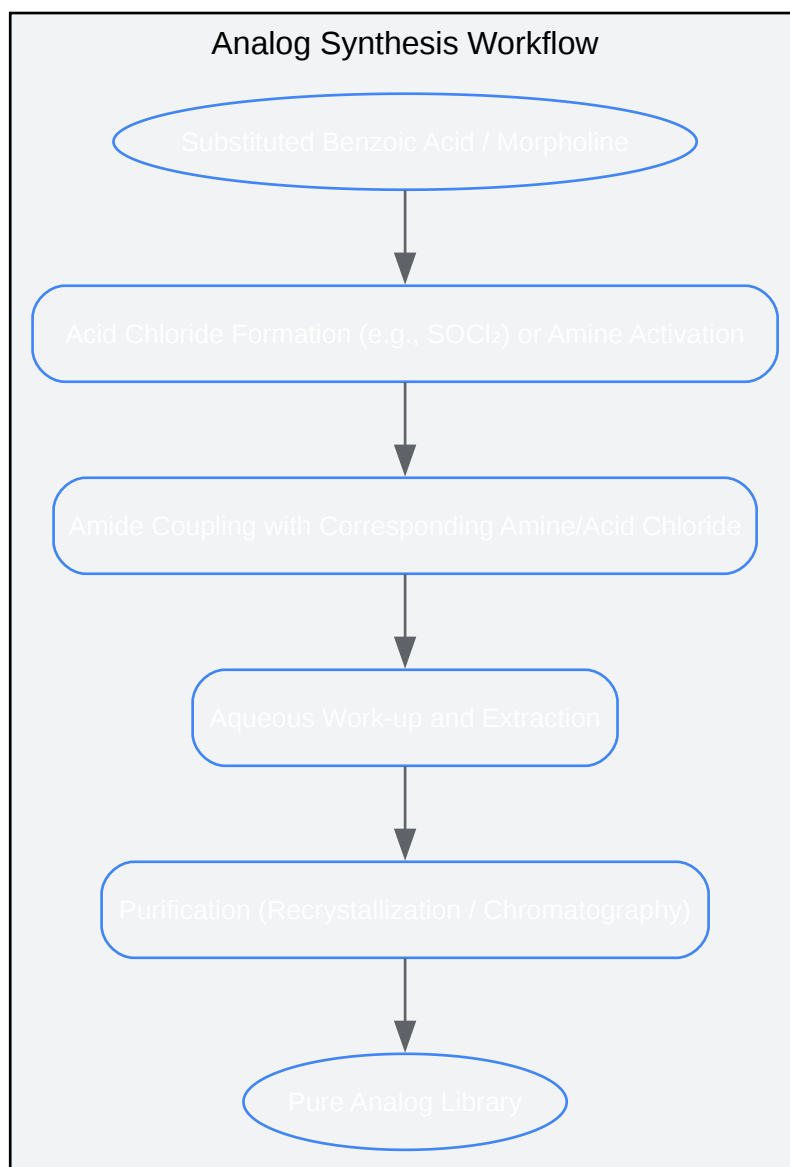 Analog Synthesis Workflow
Substituted Benzoic Acid / Morpholine
Acid Chloride Formation (e.g., SOCl₂) or Amine Activation
Amide Coupling with Corresponding Amine/Acid Chloride
Aqueous Work-up and Extraction
Purification (Recrystallization / Chromatography)
Pure Analog Library